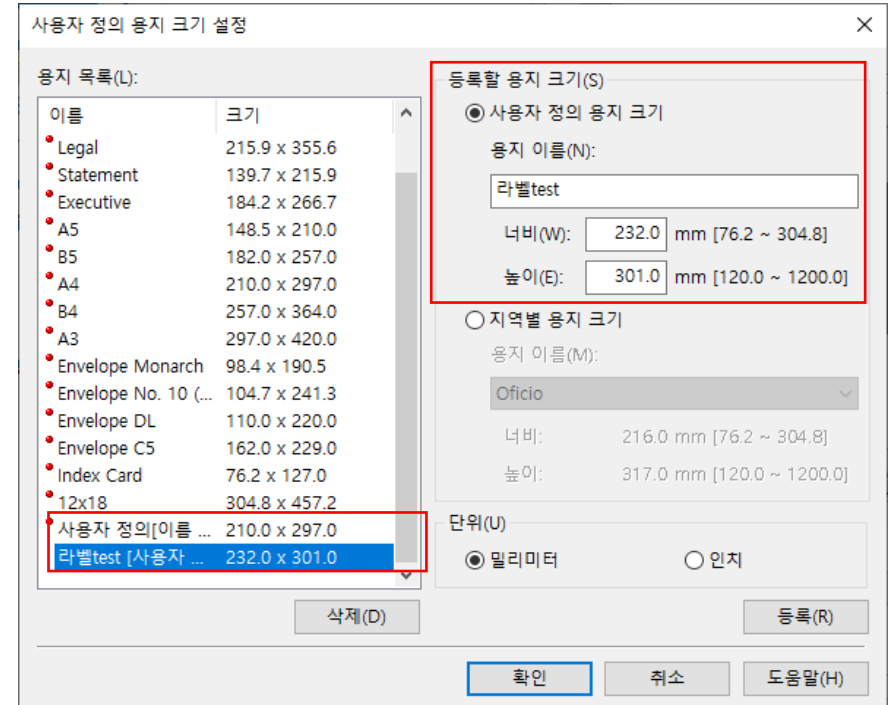 사용자 정의 용지 크기 설정
용지 목록(L):
이름 크기
Legal 215.9 x 355.6
Statement 139.7 x 215.9
Executive 184.2 x 266.7
A5 148.5 x 210.0
B5 182.0 x 257.0
A4 210.0 x 297.0
B4 257.0 x 364.0
A3 297.0 x 420.0
Envelope Monarch 98.4 x 190.5
Envelope No. 10 (... 104.7 x 241.3
Envelope DL 110.0 x 220.0
Envelope C5 162.0 x 229.0
Index Card 76.2 x 127.0
12x18 304.8 x 457.2
사용자 정의[이름 ... 210.0 x 297.0
라벨test [사용자 ... 232.0 x 301.0
삭제(D)
등록할 용지 크기(S)
사용자 정의 용지 크기
용지 이름(N):
라벨test
너비(W): 232.0 mm [76.2 ~ 304.8]
높이(E): 301.0 mm [120.0 ~ 1200.0]
지역별 용지 크기
용지 이름(M):
Oficio
너비: 216.0 mm [76.2 ~ 304.8]
높이: 317.0 mm [120.0 ~ 1200.0]
단위(U)
밀리미터 인치
등록(R)
확인 취소 도움말(H)